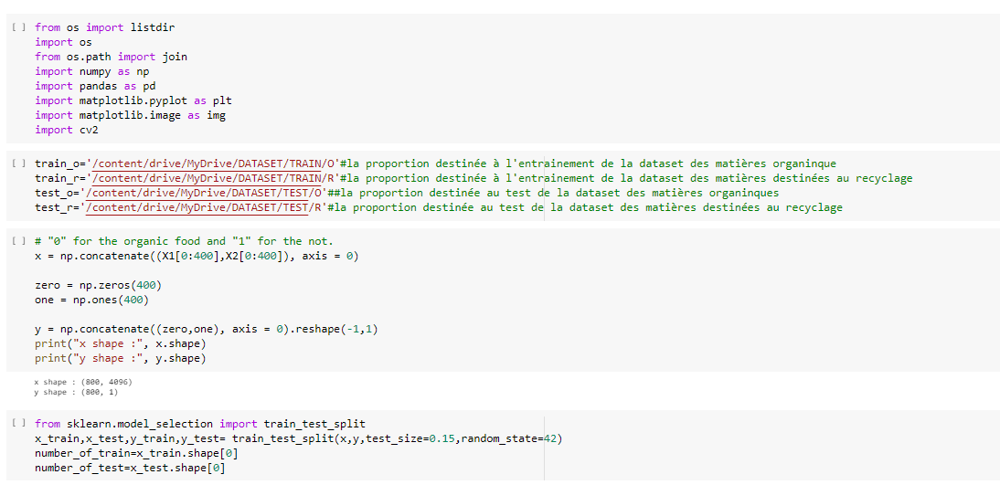 [ ] from os import listdir
import os
from os.path import join
import numpy as np
import pandas as pd
import matplotlib.pyplot as plt
import matplotlib.image as img
import cv2
[ ] train_o='/content/drive/MyDrive/DATASET/TRAIN/O'#la proportion destinée à l'entrainement de la dataset des matières organinque
train_r='/content/drive/MyDrive/DATASET/TRAIN/R'#la proportion destinée à l'entrainement de la dataset des matières destinées au recyclage
test_o='/content/drive/MyDrive/DATASET/TEST/O'##la proportion destinée au test de la dataset des matières organinques
test_r='/content/drive/MyDrive/DATASET/TEST/R'#la proportion destinée au test de la dataset des matières destinées au recyclage
[ ] # "0" for the organic food and "1" for the not.
x = np.concatenate((X1[0:400],X2[0:400]), axis = 0)
zero = np.zeros(400)
one = np.ones(400)
y = np.concatenate((zero,one), axis = 0).reshape(-1,1)
print("x shape :", x.shape)
print("y shape :", y.shape)
x shape : (800, 4096)
y shape : (800, 1)
[ ] from sklearn.model_selection import train_test_split
x_train,x_test,y_train,y_test= train_test_split(x,y,test_size=0.15,random_state=42)
number_of_train=x_train.shape[0]
number_of_test=x_test.shape[0]